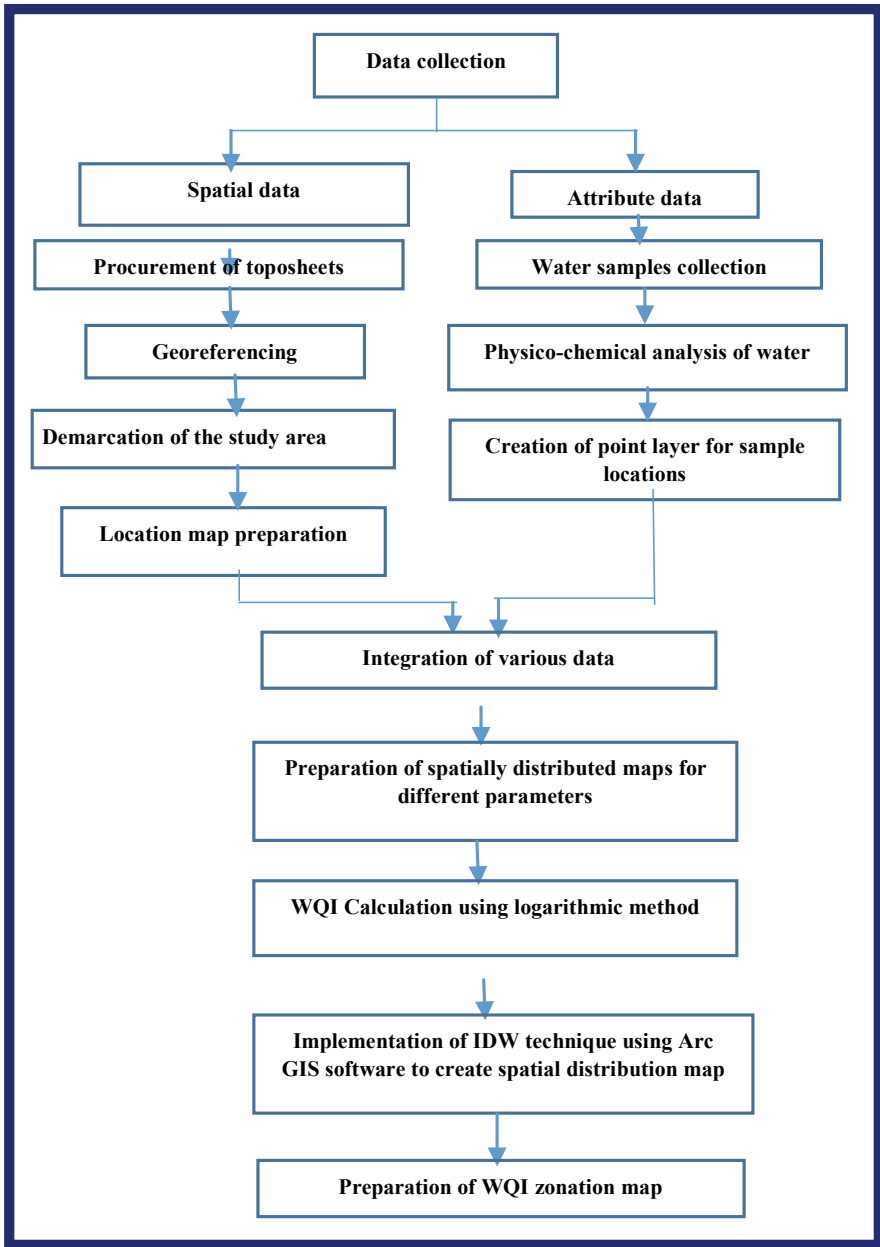 Data collection
Spatial data
Attribute data
Procurement of toposheets
Water samples collection
Georeferencing
Physico-chemical analysis of water
Demarcation of the study area
Creation of point layer for sample
locations
Location map preparation
Integration of various data
Preparation of spatially distributed maps for
different parameters
WQI Calculation using logarithmic method
Implementation of IDW technique using Arc
GIS software to create spatial distribution map
Preparation of WQI zonation map